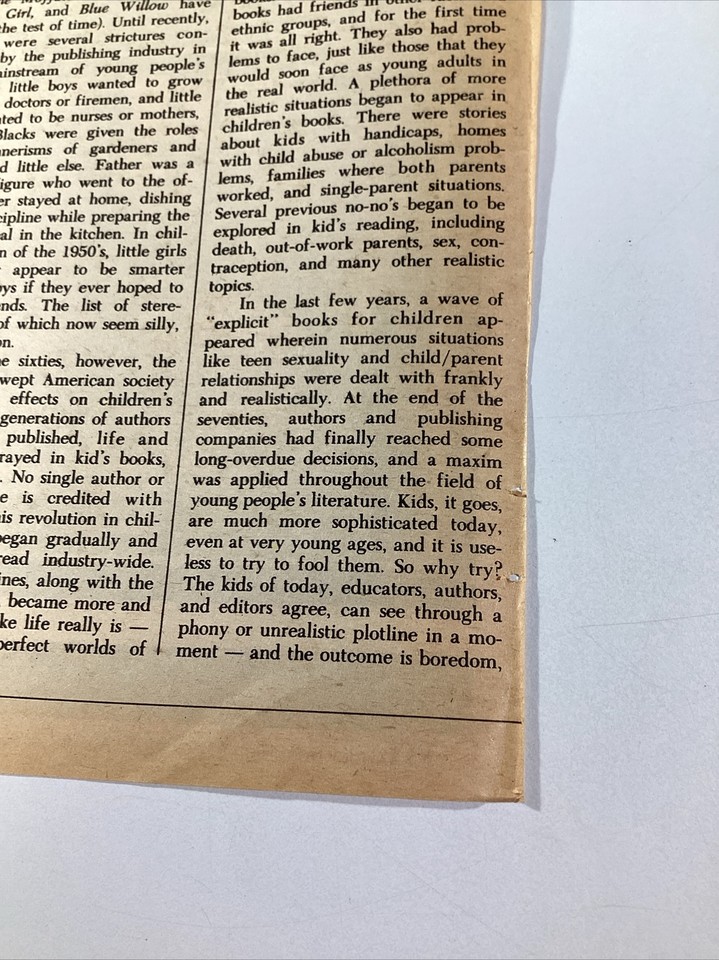 Girl, and Blue Willow have
the test of time). Until recently,
were several strictures con-
by the publishing industry in
ainstream of young people's
little boys wanted to grow
doctors or firemen, and little
ted to be nurses or mothers,
Blacks were given the roles
nerisms of gardeners and
d little else. Father was a
igure who went to the of-
er stayed at home, dishing
cipline while preparing the
al in the kitchen. In chil-
n of the 1950's, little girls
appear to be smarter
ys if they ever hoped to
nds. The list of stere-
of which now seem silly,
on.
e sixties, however, the
wept American society
effects on children's
generations of authors
published, life and
rayed in kid's books,
. No single author or
e is credited with
is revolution in chil-
egan gradually and
read industry-wide.
ines, along with the
became more and
ke life really is —
perfect worlds of
books had friends in
ethnic groups, and for the first time
it was all right. They also had prob-
lems to face, just like those that they
would soon face as young adults in
the real world. A plethora of more
realistic situations began to appear in
children's books. There were stories
about kids with handicaps, homes
with child abuse or alcoholism prob-
lems, families where both parents
worked, and single-parent situations.
Several previous no-no's began to be
explored in kid's reading, including
death, out-of-work parents, sex, con-
traception, and many other realistic
topics.
In the last few years, a wave of
"explicit" books for children ap-
peared wherein numerous situations
like teen sexuality and child/parent
relationships were dealt with frankly
and realistically. At the end of the
seventies, authors and publishing
companies had finally reached some
long-overdue decisions, and a maxim
was applied throughout the field of
young people's literature. Kids, it goes,
are much more sophisticated today,
even at very young ages, and it is use-
less to try to fool them. So why try?
The kids of today, educators, authors,
and editors agree, can see through a
phony or unrealistic plotline in a mo-
ment — and the outcome is boredom,